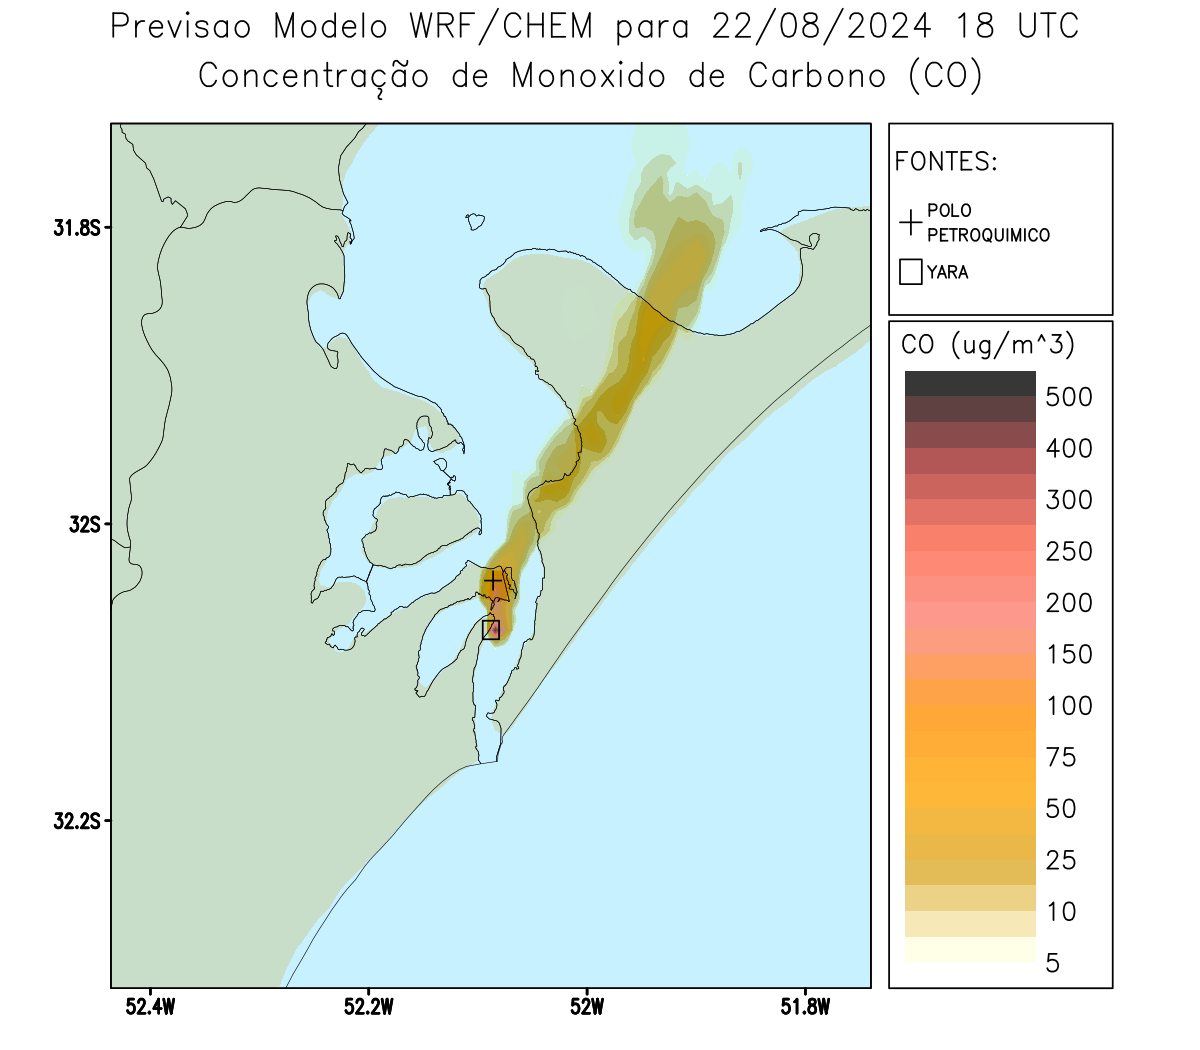 Previsao Modelo WRF/CHEM para 22/08/2024 18 UTC
Concentração de Monoxido de Carbono (CO)
FONTES:
POLO
PETROQUIMICO
YARA
CO (ug/m^3)
500
400
300
250
200
150
100
75
50
25
10
5
31.8S
32S
32.2S
52.4W
52.2W
52W
51.8W